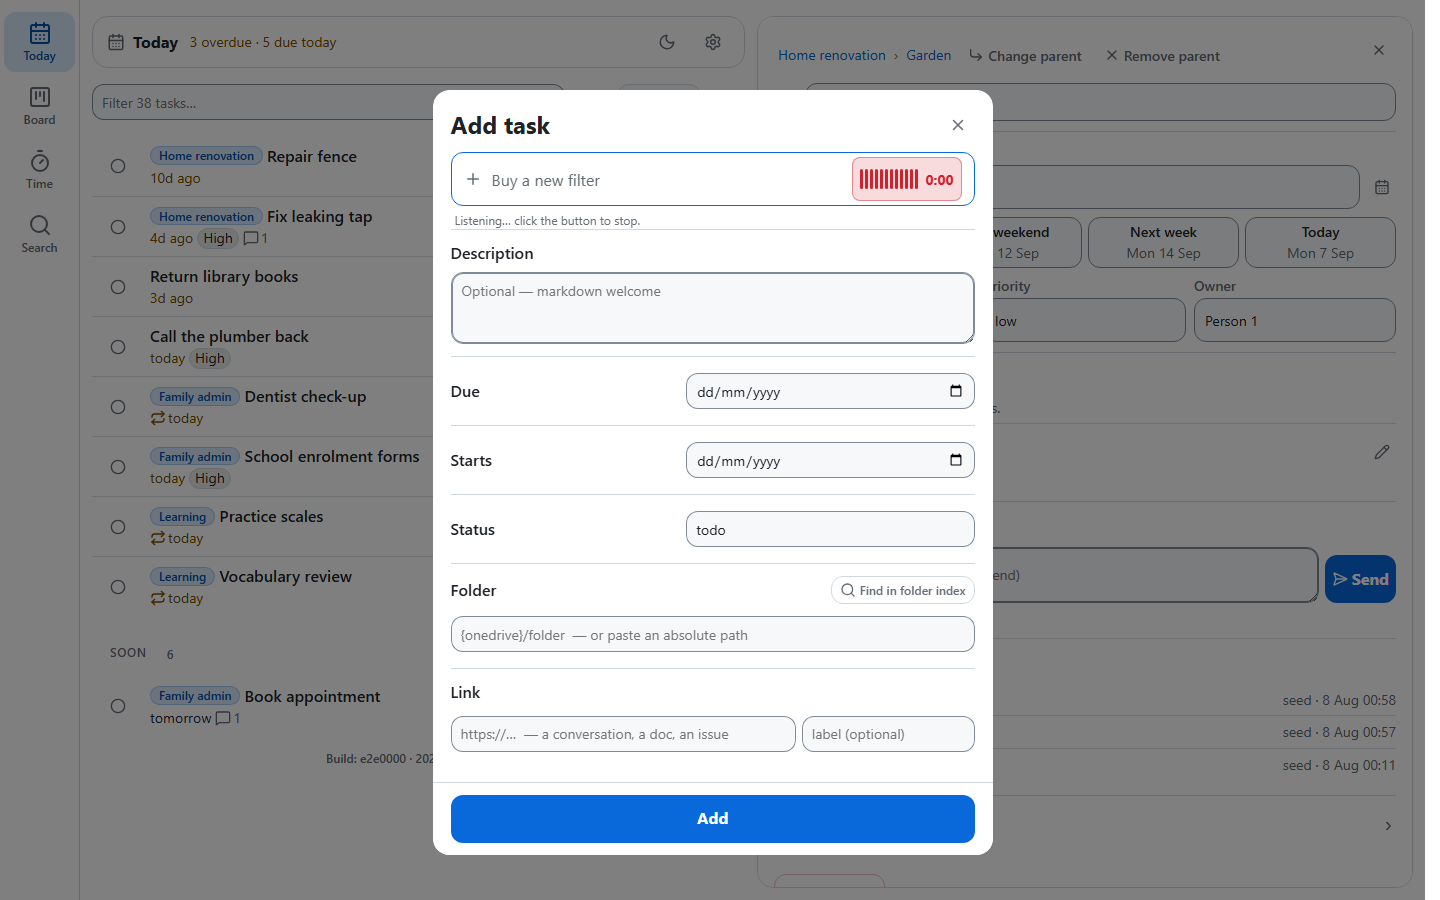 Today
Board
Time
Search
Today 3 overdue · 5 due today
Filter 38 tasks...
Home renovation Repair fence
10d ago
Home renovation Fix leaking tap
4d ago High 1
Return library books
3d ago
Call the plumber back
today High
Family admin Dentist check-up
today
Family admin School enrolment forms
today High
Learning Practice scales
today
Learning Vocabulary review
today
SOON 6
Family admin Book appointment
tomorrow 1
Build: e2e0000 · 202
Add task
Buy a new filter 0:00
Listening... click the button to stop.
Description
Optional — markdown welcome
Due dd/mm/yyyy
Starts dd/mm/yyyy
Status todo
Folder Find in folder index
{onedrive}/folder — or paste an absolute path
Link
https://... — a conversation, a doc, an issue label (optional)
Add
Home renovation › Garden Change parent Remove parent
weekend
12 Sep
Next week
Mon 14 Sep
Today
Mon 7 Sep
riority Owner
low Person 1
s.
end) Send
seed · 8 Aug 00:58
seed · 8 Aug 00:57
seed · 8 Aug 00:11